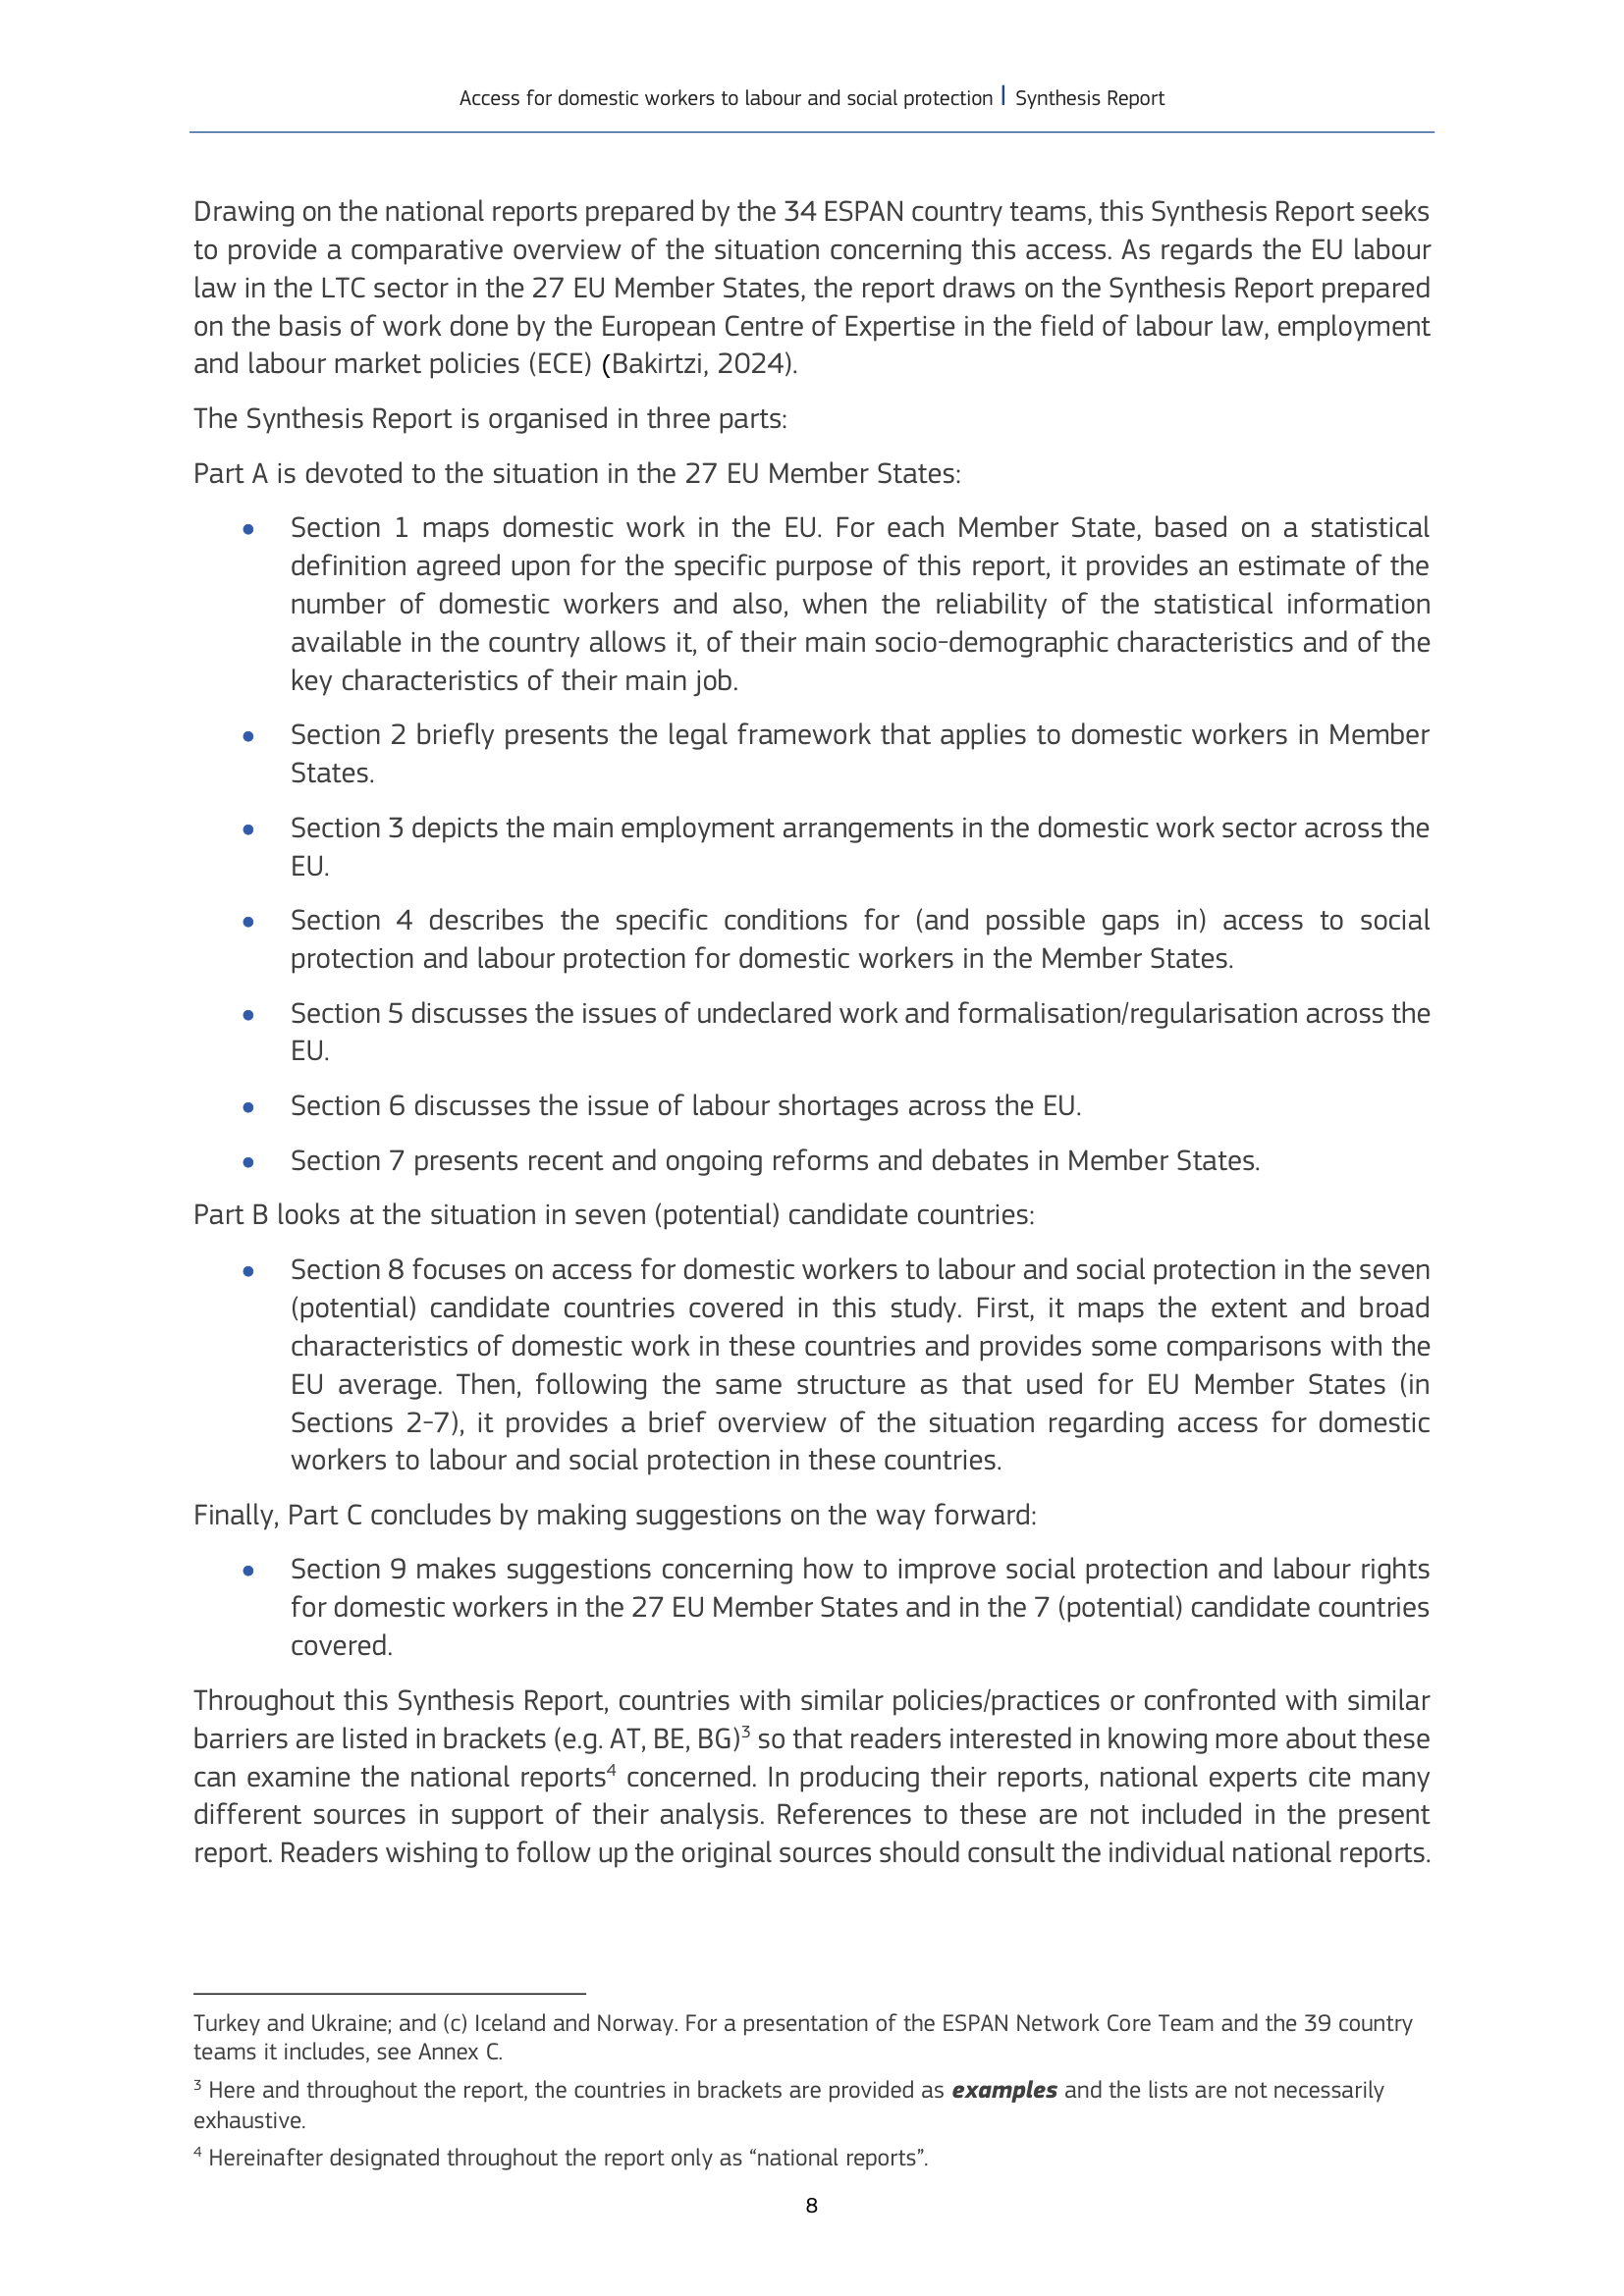 Access for domestic workers to labour and social protection | Synthesis Report
Drawing on the national reports prepared by the 34 ESPAN country teams, this Synthesis Report seeks
to provide a comparative overview of the situation concerning this access. As regards the EU labour
law in the LTC sector in the 27 EU Member States, the report draws on the Synthesis Report prepared
on the basis of work done by the European Centre of Expertise in the field of labour law, employment
and labour market policies (ECE) (Bakirtzi, 2024).
The Synthesis Report is organised in three parts:
Part A is devoted to the situation in the 27 EU Member States:
• Section 1 maps domestic work in the EU. For each Member State, based on a statistical
definition agreed upon for the specific purpose of this report, it provides an estimate of the
number of domestic workers and also, when the reliability of the statistical information
available in the country allows it, of their main socio-demographic characteristics and of the
key characteristics of their main job.
• Section 2 briefly presents the legal framework that applies to domestic workers in Member
States.
• Section 3 depicts the main employment arrangements in the domestic work sector across the
EU.
• Section 4 describes the specific conditions for (and possible gaps in) access to social
protection and labour protection for domestic workers in the Member States.
• Section 5 discusses the issues of undeclared work and formalisation/regularisation across the
EU.
• Section 6 discusses the issue of labour shortages across the EU.
• Section 7 presents recent and ongoing reforms and debates in Member States.
Part B looks at the situation in seven (potential) candidate countries:
• Section 8 focuses on access for domestic workers to labour and social protection in the seven
(potential) candidate countries covered in this study. First, it maps the extent and broad
characteristics of domestic work in these countries and provides some comparisons with the
EU average. Then, following the same structure as that used for EU Member States (in
Sections 2-7), it provides a brief overview of the situation regarding access for domestic
workers to labour and social protection in these countries.
Finally, Part C concludes by making suggestions on the way forward:
• Section 9 makes suggestions concerning how to improve social protection and labour rights
for domestic workers in the 27 EU Member States and in the 7 (potential) candidate countries
covered.
Throughout this Synthesis Report, countries with similar policies/practices or confronted with similar
barriers are listed in brackets (e.g. AT, BE, BG)³ so that readers interested in knowing more about these
can examine the national reports⁴ concerned. In producing their reports, national experts cite many
different sources in support of their analysis. References to these are not included in the present
report. Readers wishing to follow up the original sources should consult the individual national reports.
Turkey and Ukraine; and (c) Iceland and Norway. For a presentation of the ESPAN Network Core Team and the 39 country
teams it includes, see Annex C.
³ Here and throughout the report, the countries in brackets are provided as examples and the lists are not necessarily
exhaustive.
⁴ Hereinafter designated throughout the report only as “national reports”.
8